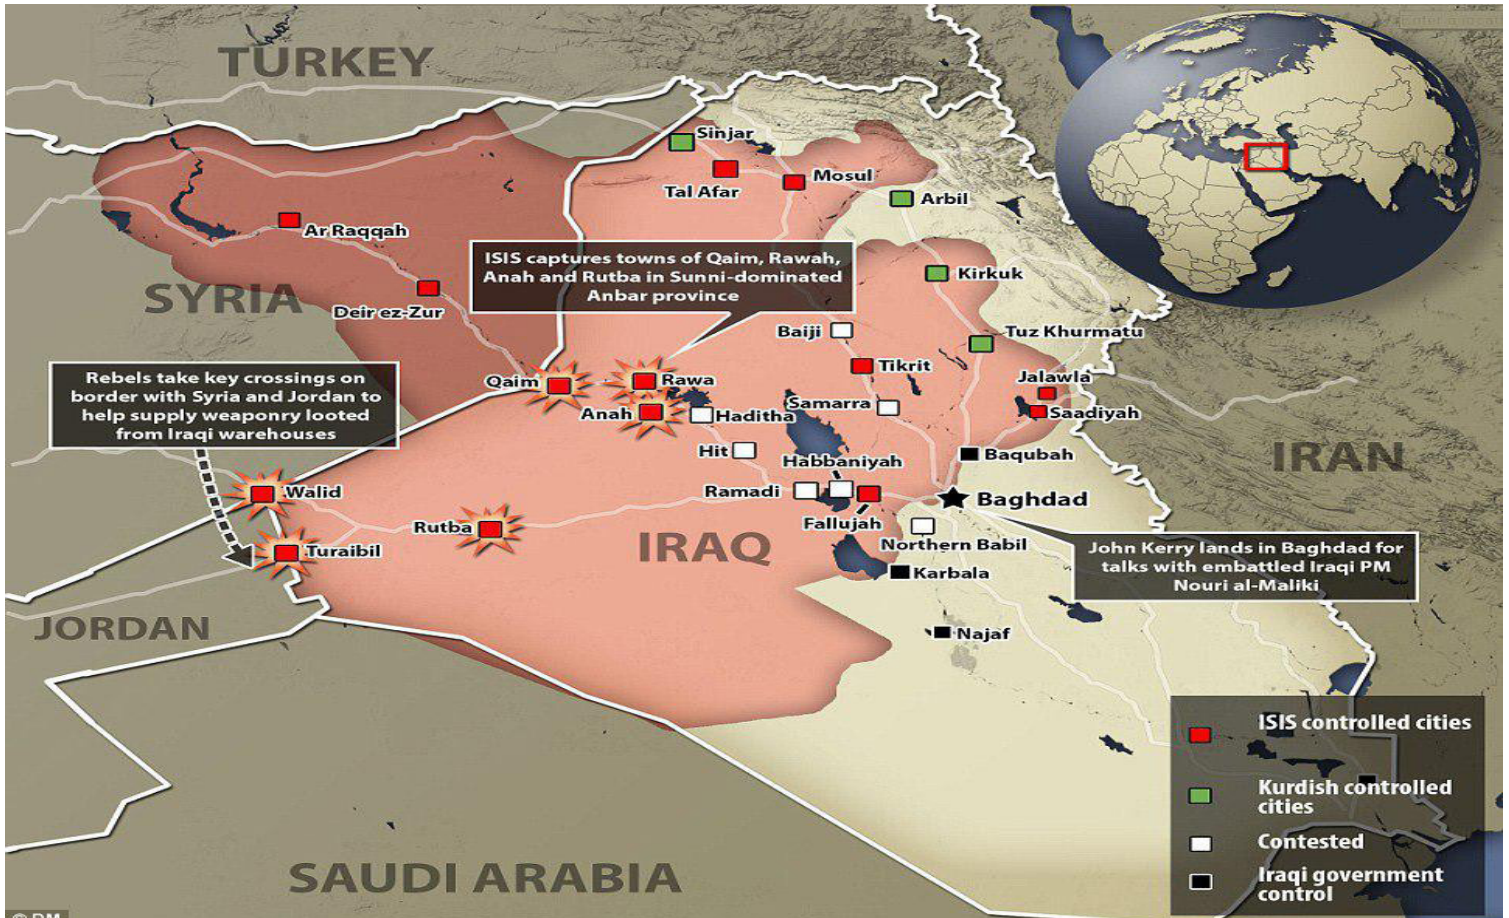 TURKEY
Sinjar
Tal Afar
Mosul
Arbil
Ar Raqqah
ISIS captures towns of Qaim, Rawah,
Anah and Rutba in Sunni-dominated
Anbar province
Kirkuk
SYRIA
Deir ez-Zur
Baiji
Tuz Khurmatu
Tikrit
Jalawla
Rebels take key crossings on
border with Syria and Jordan to
help supply weaponry looted
from Iraqi warehouses
Qaim
Rawa
Anah
Haditha
Samarra
Saadiyah
Hit
Habbaniyah
Baqubah
IRAN
Walid
Ramadi
Baghdad
Rutba
Fallujah
Turaibil
IRAQ
Northern Babil
John Kerry lands in Baghdad for
talks with embattled Iraqi PM
Nouri al-Maliki
Karbala
JORDAN
Najaf
SAUDI ARABIA
ISIS controlled cities
Kurdish controlled
cities
Contested
Iraqi government
control
© DM